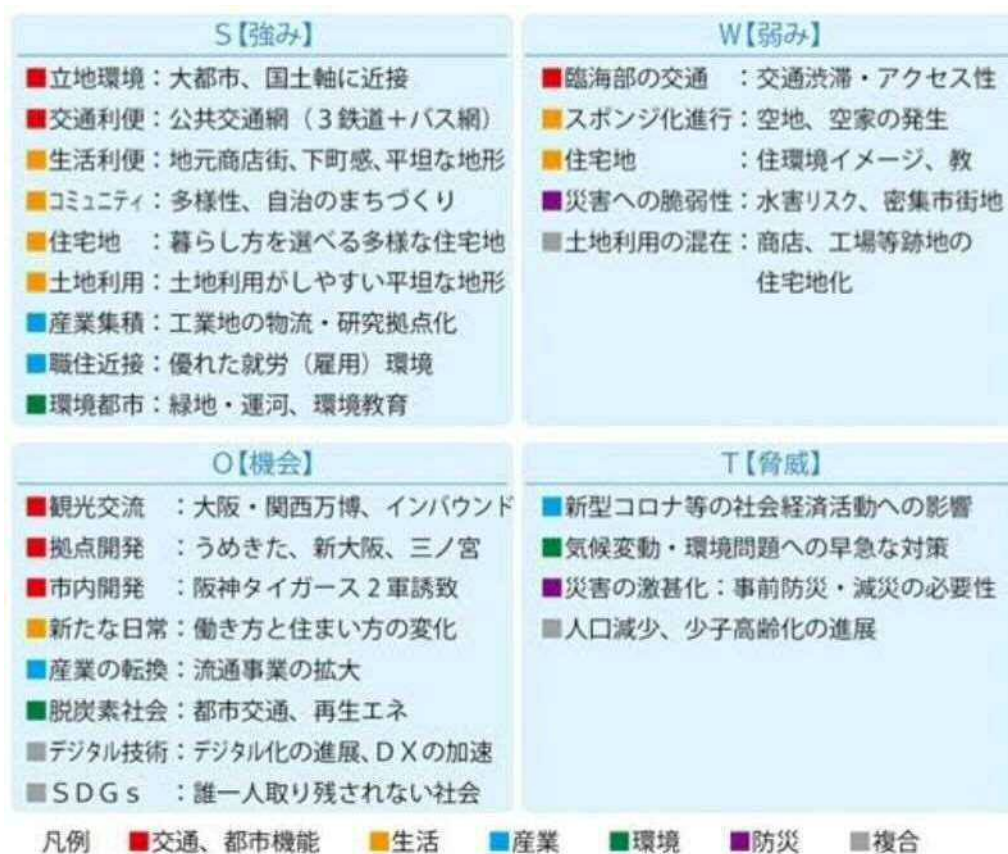 S【強み】
■立地環境：大都市、国土軸に近接
■交通利便：公共交通網（３鉄道＋バス網）
■生活利便：地元商店街、下町感、平坦な地形
■コミュニティ：多様性、自治のまちづくり
■住宅地　：暮らし方を選べる多様な住宅地
■土地利用：土地利用がしやすい平坦な地形
■産業集積：工業地の物流・研究拠点化
■職住近接：優れた就労（雇用）環境
■環境都市：緑地・運河、環境教育
W【弱み】
■臨海部の交通　：交通渋滞・アクセス性
■スポンジ化進行：空地、空家の発生
■住宅地　　　　：住環境イメージ、教
■災害への脆弱性：水害リスク、密集市街地
■土地利用の混在：商店、工場等跡地の
住宅地化
O【機会】
■観光交流　：大阪・関西万博、インバウンド
■拠点開発　：うめきた、新大阪、三ノ宮
■市内開発　：阪神タイガース２軍誘致
■新たな日常：働き方と住まい方の変化
■産業の転換：流通事業の拡大
■脱炭素社会：都市交通、再生エネ
■デジタル技術：デジタル化の進展、ＤＸの加速
■ＳＤＧｓ　：誰一人取り残されない社会
T【脅威】
■新型コロナ等の社会経済活動への影響
■気候変動・環境問題への早急な対策
■災害の激甚化：事前防災・減災の必要性
■人口減少、少子高齢化の進展
凡例　■交通、都市機能　■生活　■産業　■環境　■防災　■複合